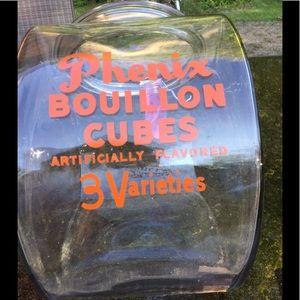 Phenix
BOUILLON
CUBES
ARTIFICIALLY FLAVORED
3 Varieties